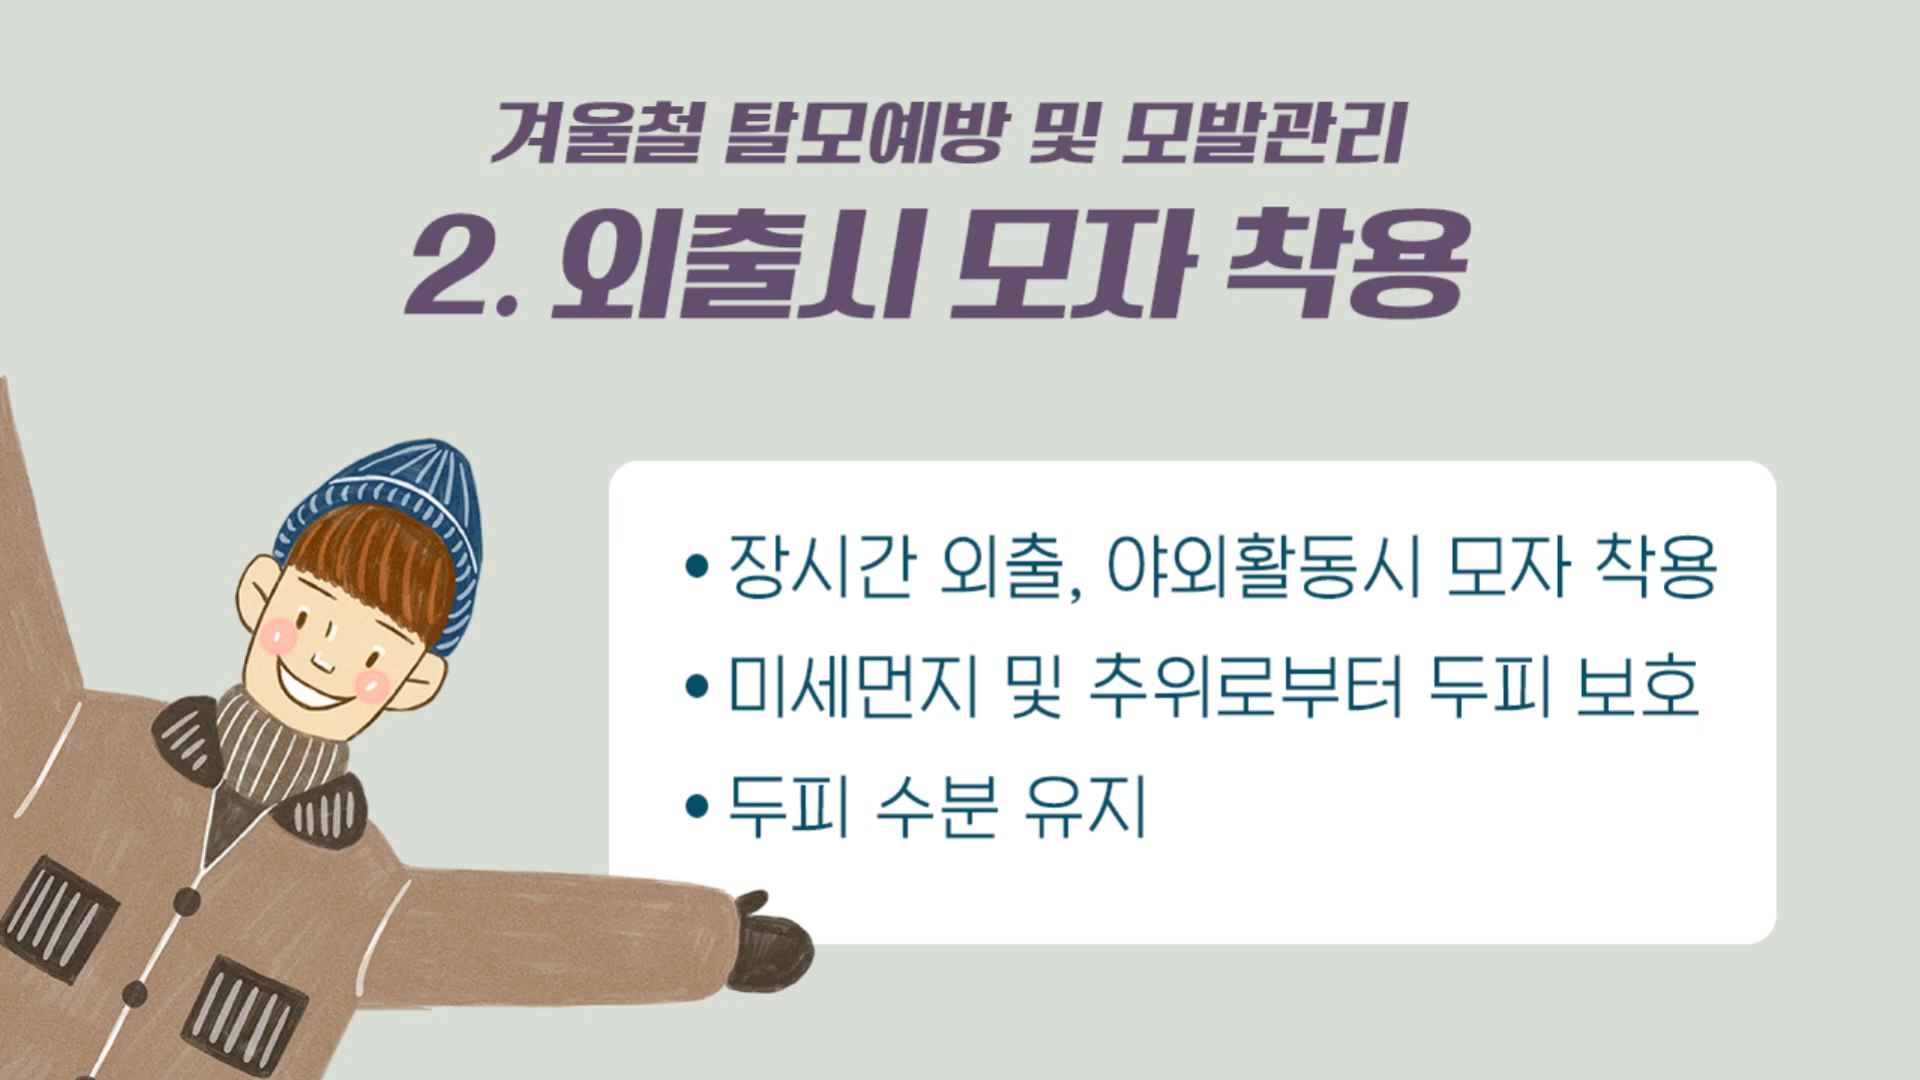 겨울철 탈모예방 및 모발관리
2. 외출시 모자 착용
• 장시간 외출, 야외활동시 모자 착용
• 미세먼지 및 추위로부터 두피 보호
• 두피 수분 유지